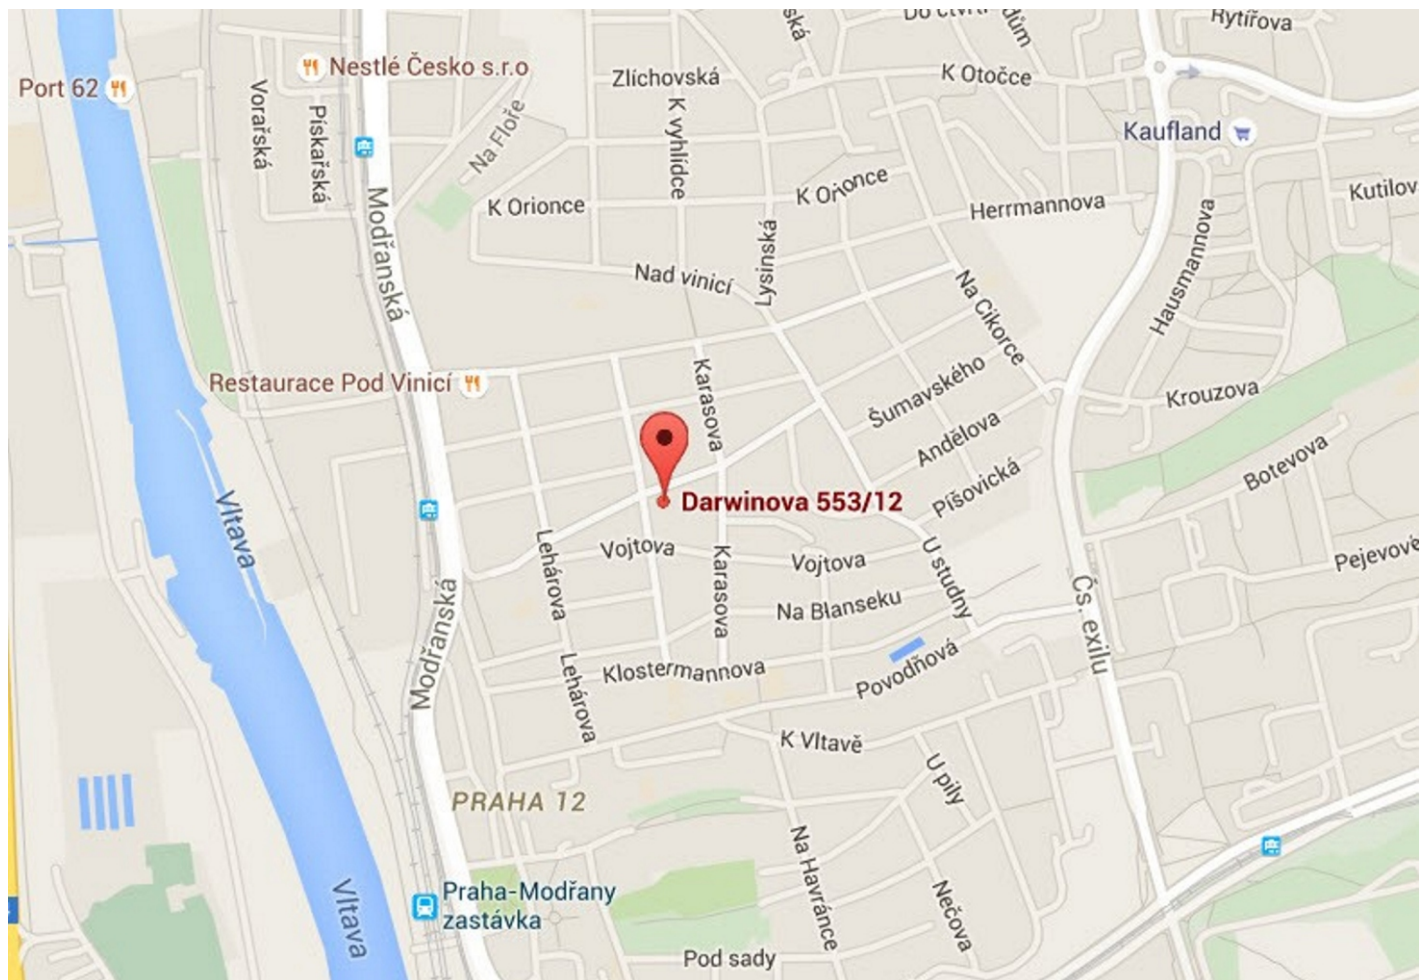 Do čtvrti
Rytířova
Nestlé Česko s.r.o
Zlíchovská
K Otočce
Port 62
Vorařská
Pískařská
Na Floře
K vyhlídce
Kaufland
K Orionce
K Orionce
Herrmannova
Kutilov
Modřanská
Lysinská
Hausmannova
Nad vinicí
Na Cikorce
Restaurace Pod Vinicí
Karasova
Šumavského
Krouzova
Andělova
Botevova
Píšovická
Darwinova 553/12
Vltava
Lehárova
Vojtova
Karasova
Vojtova
U studny
Pejevové
Na Blanseku
Čs. exilu
Modřanská
Lehárova
Klostermannova
Povodňová
K Vltavě
U pily
PRAHA 12
Na Havránce
Nečova
Vltava
Praha-Modřany
zastávka
Pod sady